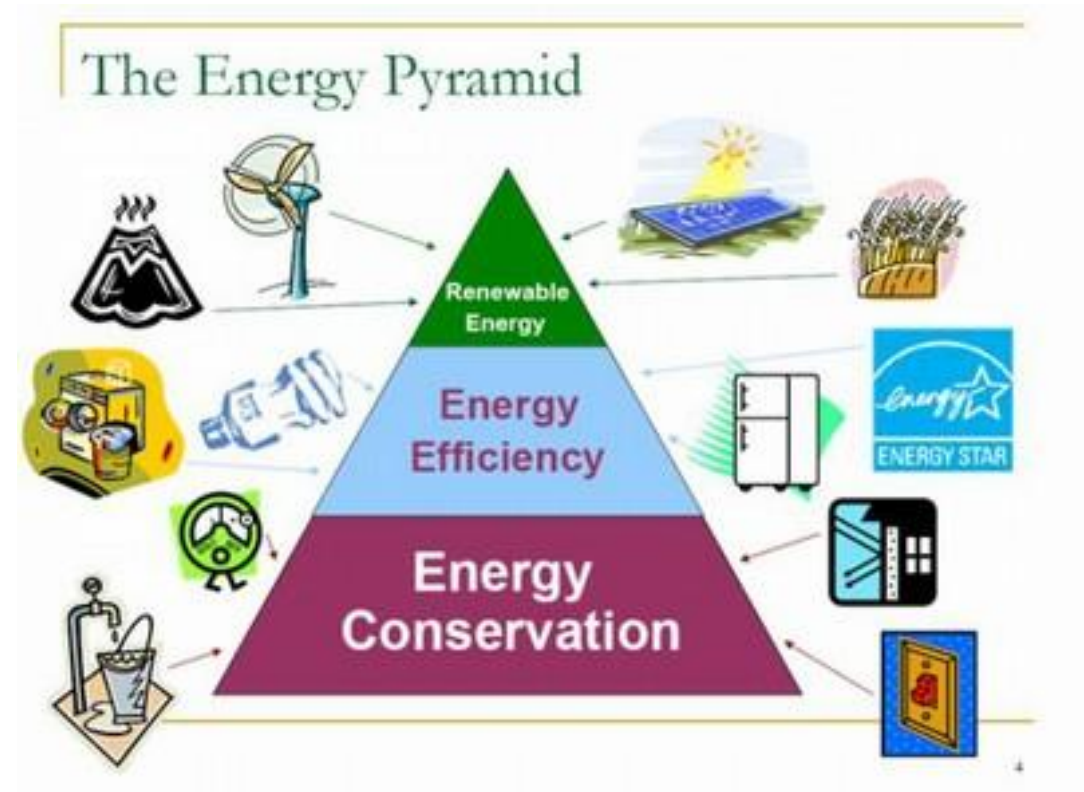 The Energy Pyramid
Renewable
Energy
Energy
Efficiency
energy
ENERGY STAR
Energy
Conservation
4